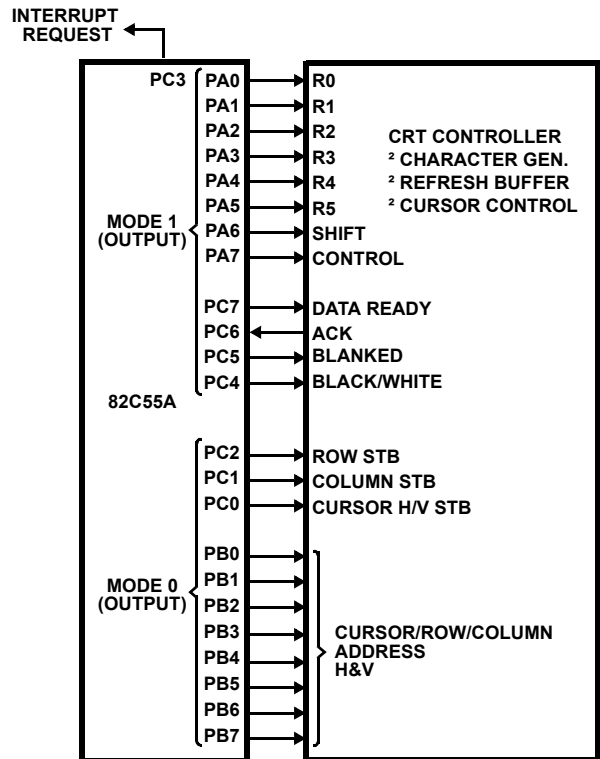 INTERRUPT
REQUEST
PC3 PA0 R0
PA1 R1
PA2 R2
PA3 R3
PA4 R4
PA5 R5
PA6 SHIFT
PA7 CONTROL
CRT CONTROLLER
² CHARACTER GEN.
² REFRESH BUFFER
² CURSOR CONTROL
MODE 1
(OUTPUT)
PC7 DATA READY
PC6 ACK
PC5 BLANKED
PC4 BLACK/WHITE
82C55A
PC2 ROW STB
PC1 COLUMN STB
PC0 CURSOR H/V STB
MODE 0
(OUTPUT)
PB0
PB1
PB2
PB3
PB4
PB5
PB6
PB7
CURSOR/ROW/COLUMN
ADDRESS
H&V